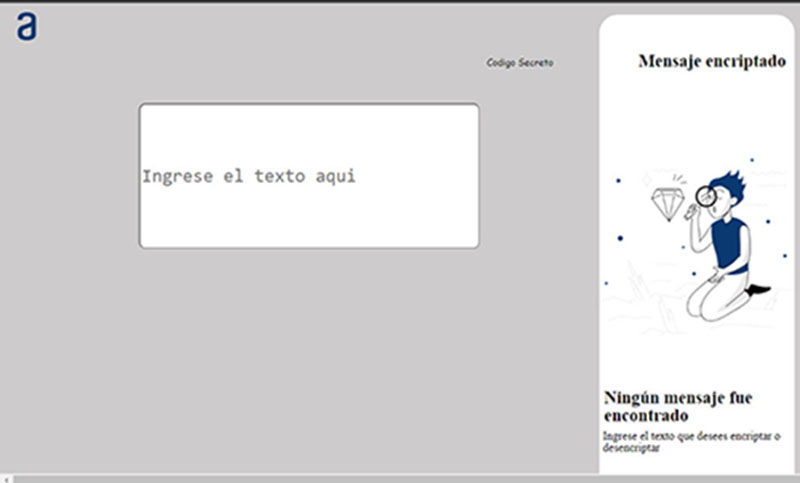 a
Codigo Secreto
Mensaje encriptado
Ingrese el texto aqui
Ningún mensaje fue
encontrado
Ingrese el texto que desees encriptar o
desencriptar